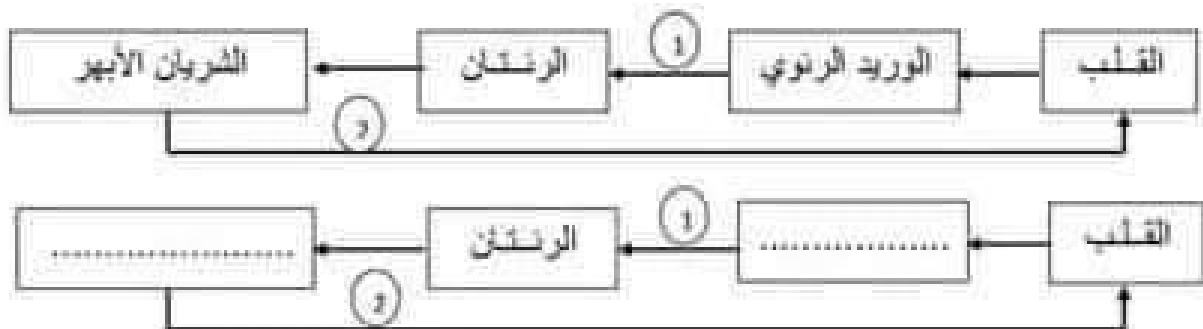 القلب الوريد الرئوي 1 الرئتان الشريان الأبهر
2
القلب .................. 1 الرئتان ......................
2